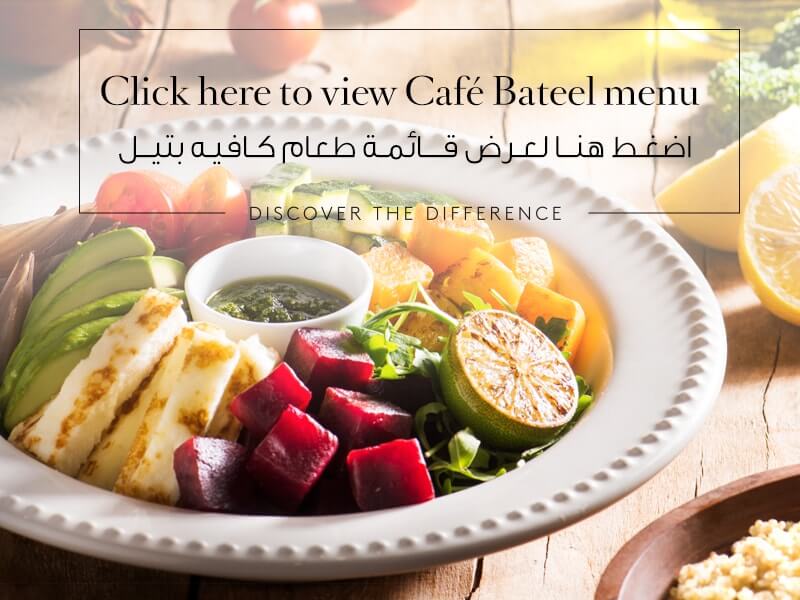 Click here to view Café Bateel menu
اضغط هنا لعرض قائمة طعام كافيه بتيل
DISCOVER THE DIFFERENCE